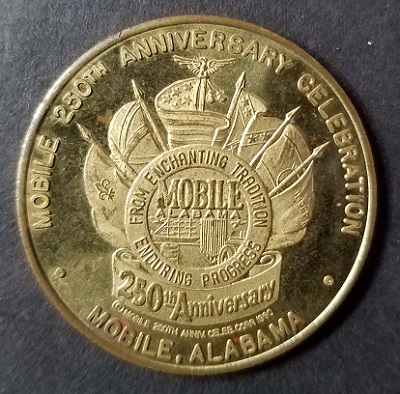 MOBILE 250TH ANNIVERSARY CELEBRATION
FROM ENCHANTING TRADITION
MOBILE
ALABAMA
ENDURING PROGRESS
250th Anniversary
MOBILE, ALABAMA